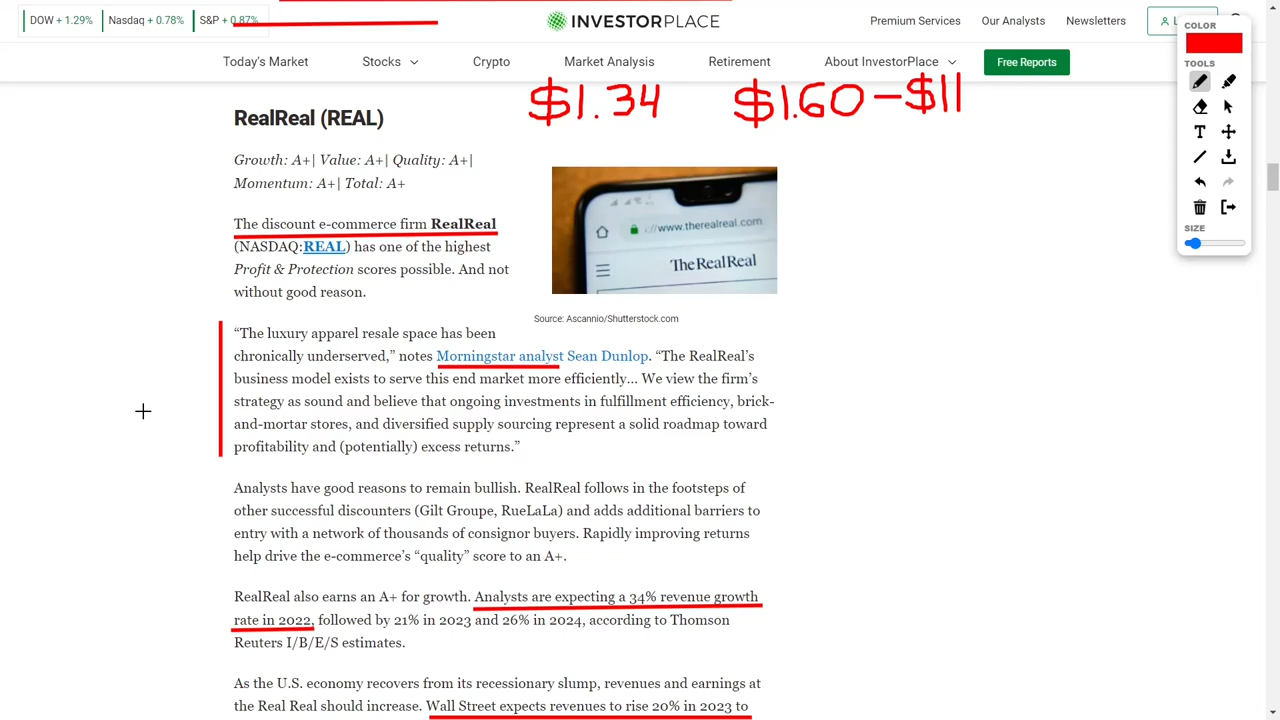 DOW + 1.29% Nasdaq + 0.78% S&P + 0.87%
INVESTORPLACE
Premium Services Our Analysts Newsletters
COLOR
TOOLS
SIZE
Today's Market Stocks Crypto Market Analysis Retirement About InvestorPlace Free Reports
$1.34 $1.60-$11
RealReal (REAL)
Growth: A+| Value: A+| Quality: A+|
Momentum: A+| Total: A+
The discount e-commerce firm RealReal
(NASDAQ:REAL) has one of the highest
Profit & Protection scores possible. And not
without good reason.
://www.therealreal.com
TheRealReal
Source: Ascannio/Shutterstock.com
“The luxury apparel resale space has been
chronically underserved,” notes Morningstar analyst Sean Dunlop. “The RealReal’s
business model exists to serve this end market more efficiently… We view the firm’s
strategy as sound and believe that ongoing investments in fulfillment efficiency, brick-
and-mortar stores, and diversified supply sourcing represent a solid roadmap toward
profitability and (potentially) excess returns.”
Analysts have good reasons to remain bullish. RealReal follows in the footsteps of
other successful discounters (Gilt Groupe, RueLaLa) and adds additional barriers to
entry with a network of thousands of consignor buyers. Rapidly improving returns
help drive the e-commerce’s “quality” score to an A+.
RealReal also earns an A+ for growth. Analysts are expecting a 34% revenue growth
rate in 2022, followed by 21% in 2023 and 26% in 2024, according to Thomson
Reuters I/B/E/S estimates.
As the U.S. economy recovers from its recessionary slump, revenues and earnings at
the Real Real should increase. Wall Street expects revenues to rise 20% in 2023 to